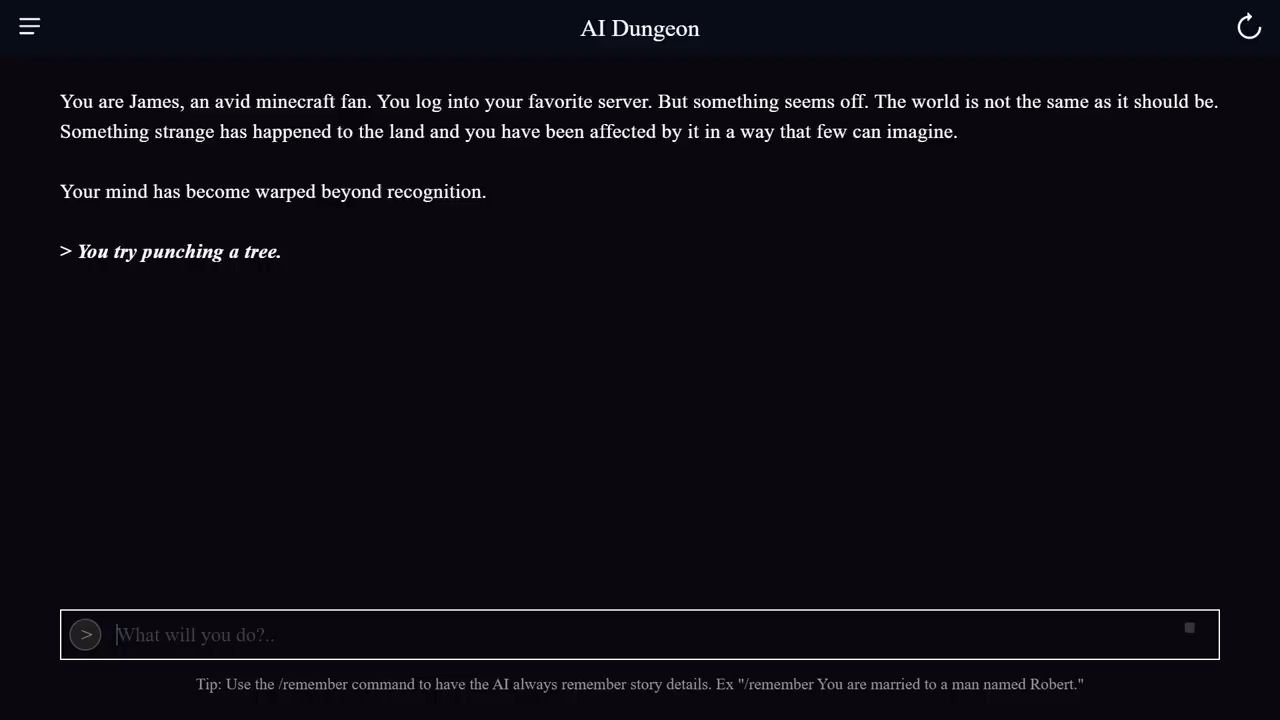 AI Dungeon
You are James, an avid minecraft fan. You log into your favorite server. But something seems off. The world is not the same as it should be.
Something strange has happened to the land and you have been affected by it in a way that few can imagine.
Your mind has become warped beyond recognition.
> You try punching a tree.
> What will you do?..
Tip: Use the /remember command to have the AI always remember story details. Ex "/remember You are married to a man named Robert."